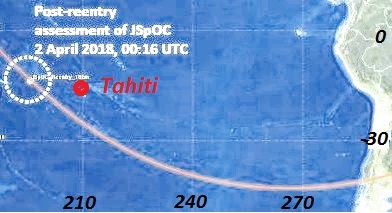 Post-reentry
assessment of JSpOC
2 April 2018, 00:16 UTC
Tahiti
0
-30
210 240 270